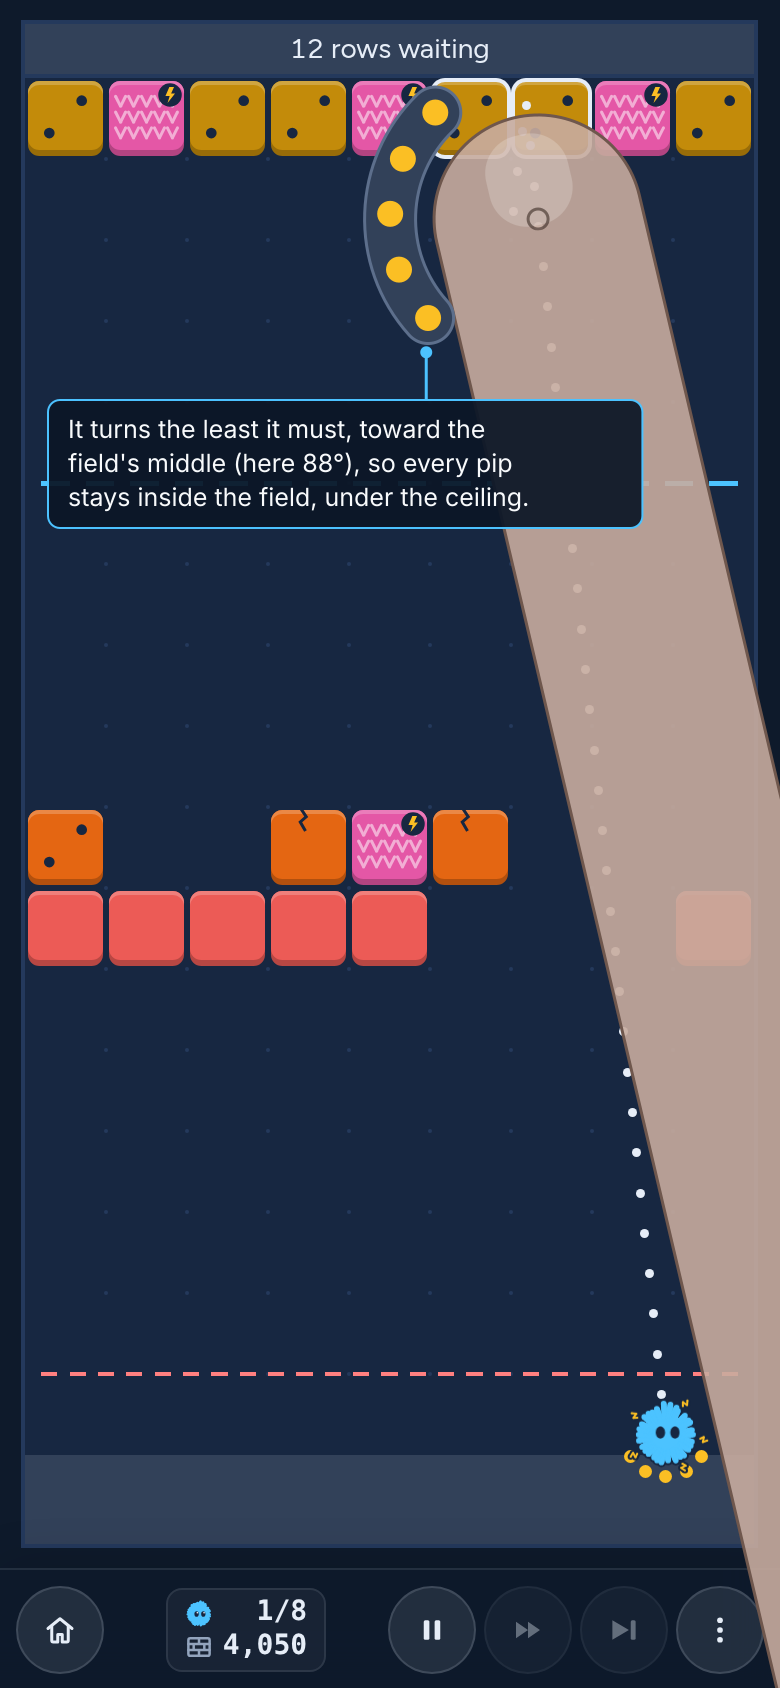 12 rows waiting
It turns the least it must, toward the
field's middle (here 88°), so every pip
stays inside the field, under the ceiling.
1/8
4,050